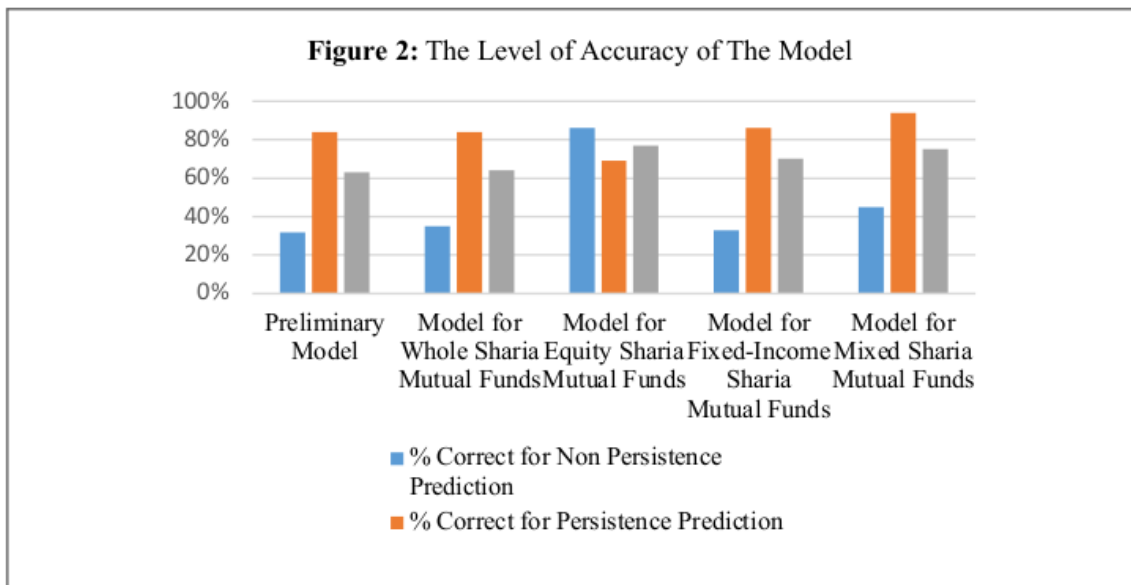 Figure 2: The Level of Accuracy of The Model
100%
80%
60%
40%
20%
0%
Preliminary
Model
Model for
Whole Sharia
Mutual Funds
Model for
Equity Sharia
Mutual Funds
Model for
Fixed-Income
Sharia
Mutual Funds
Model for
Mixed Sharia
Mutual Funds
% Correct for Non Persistence
Prediction
% Correct for Persistence Prediction